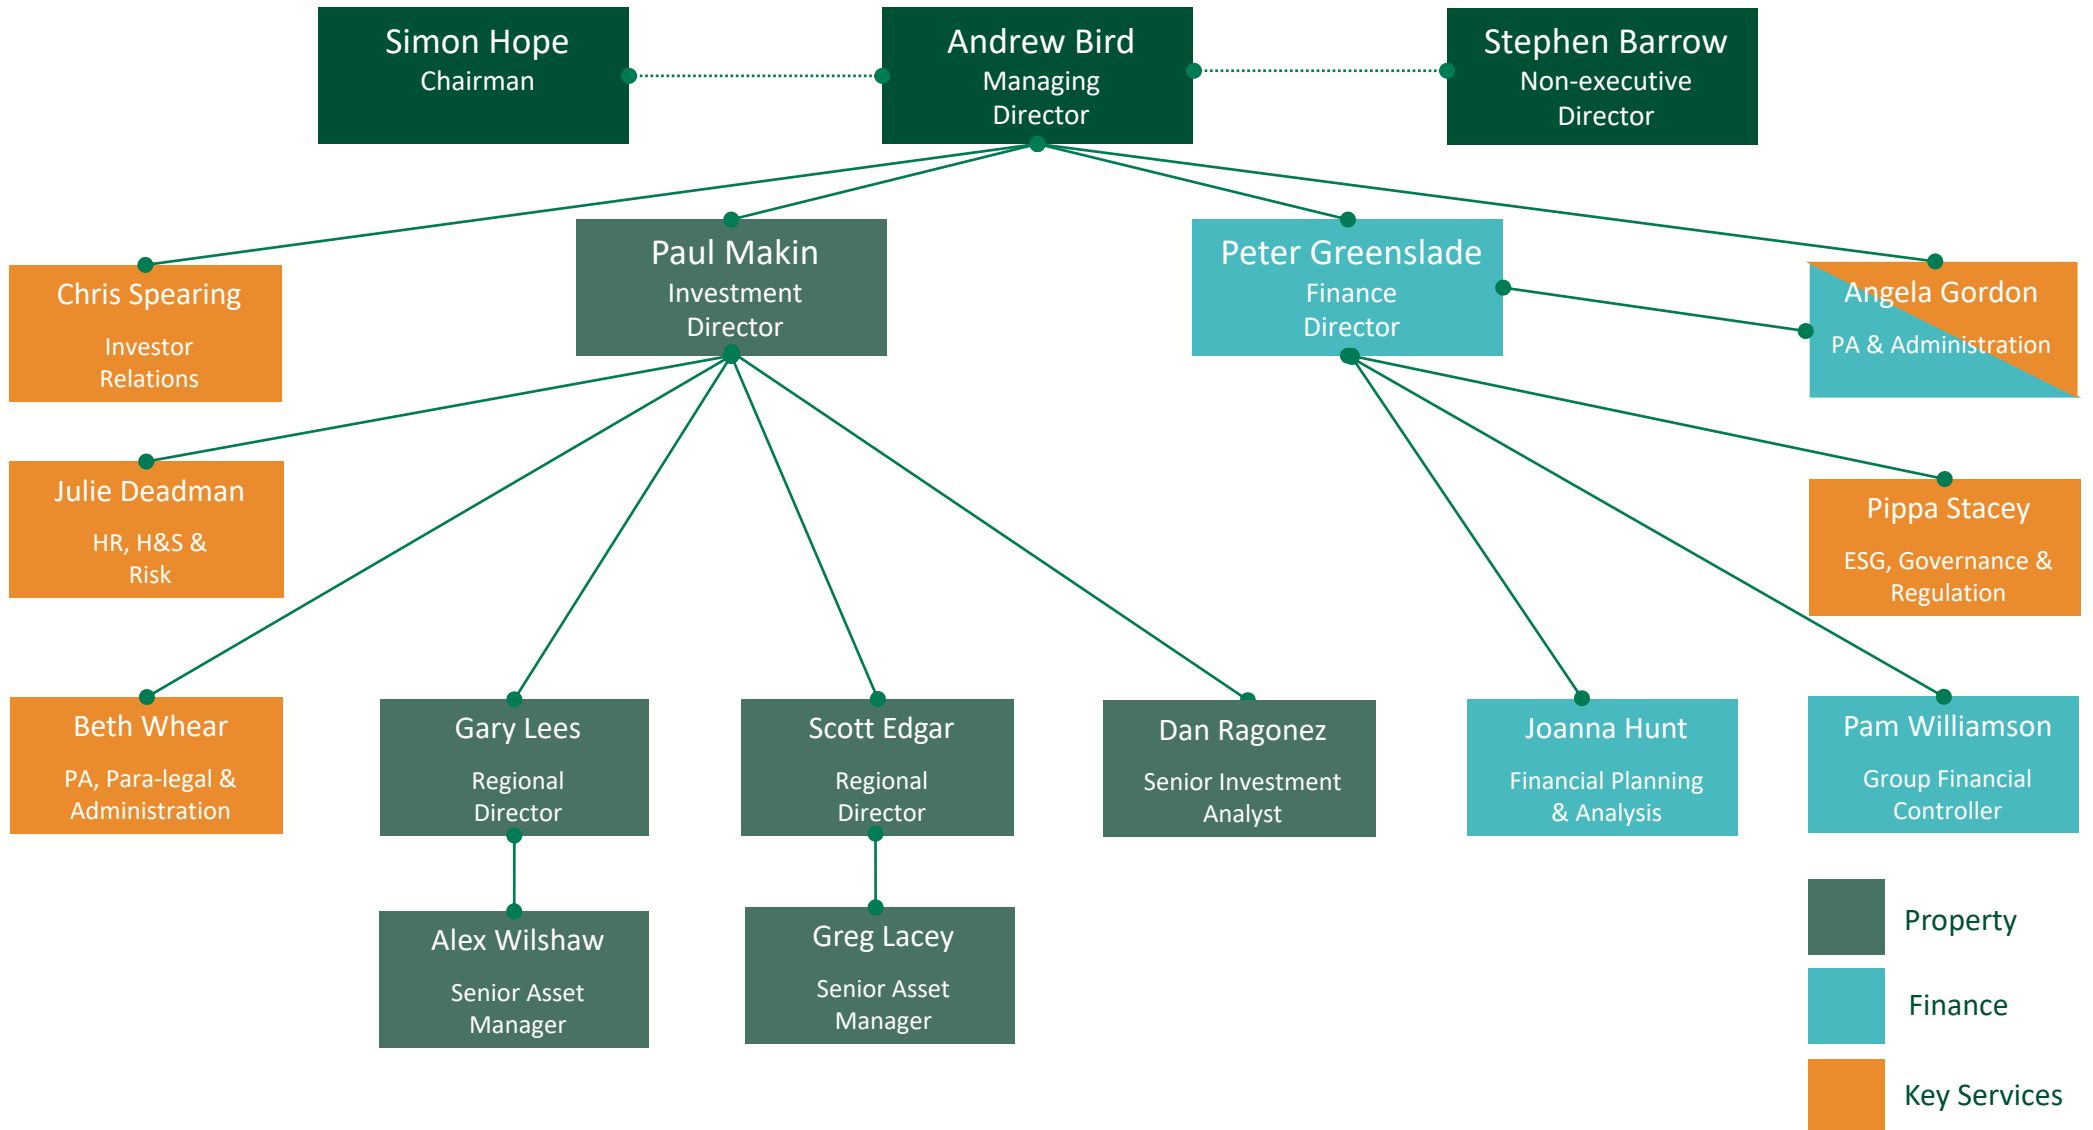 Simon Hope
Chairman
Andrew Bird
Managing
Director
Stephen Barrow
Non-executive
Director
Chris Spearing
Investor
Relations
Paul Makin
Investment
Director
Peter Greenslade
Finance
Director
Angela Gordon
PA & Administration
Julie Deadman
HR, H&S &
Risk
Pippa Stacey
ESG, Governance &
Regulation
Beth Whear
PA, Para-legal &
Administration
Gary Lees
Regional
Director
Scott Edgar
Regional
Director
Dan Ragonez
Senior Investment
Analyst
Joanna Hunt
Financial Planning
& Analysis
Pam Williamson
Group Financial
Controller
Alex Wilshaw
Senior Asset
Manager
Greg Lacey
Senior Asset
Manager
Property
Finance
Key Services